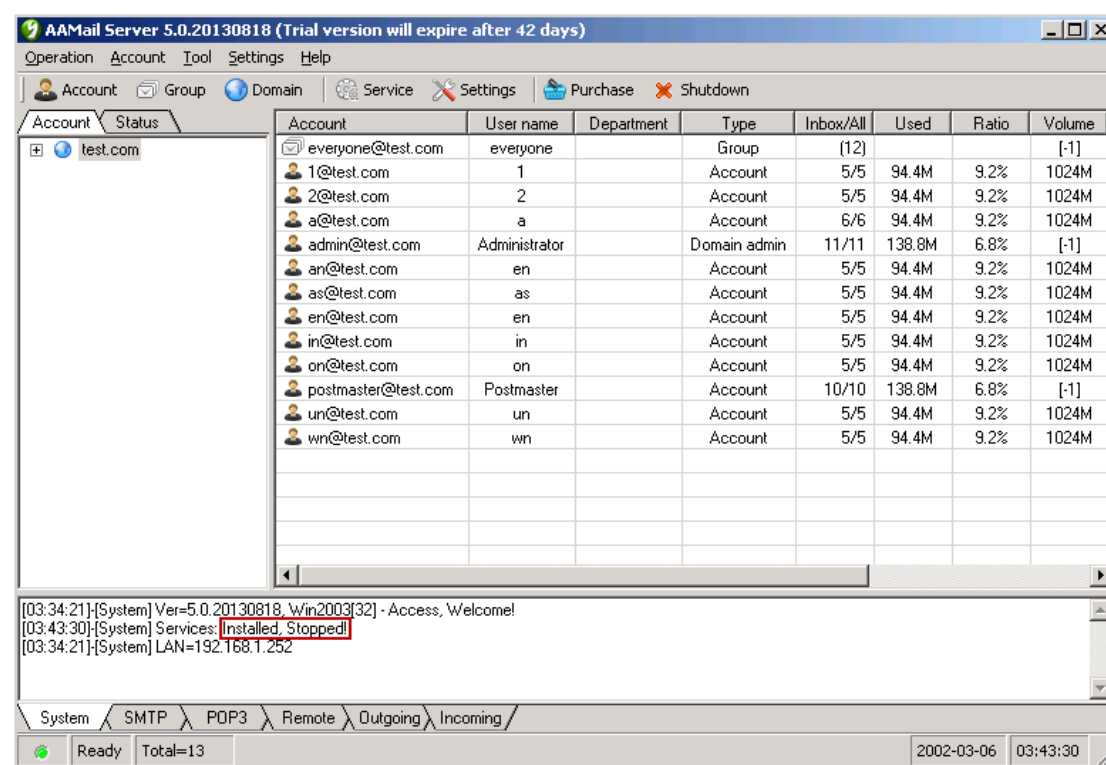 AAMail Server 5.0.20130818 (Trial version will expire after 42 days)
Operation Account Tool Settings Help
Account Group Domain Service Settings Purchase Shutdown
Account Status
test.com
Account User name Department Type Inbox/All Used Ratio Volume
everyone@test.com everyone Group (12) [-1]
1@test.com 1 Account 5/5 94.4M 9.2% 1024M
2@test.com 2 Account 5/5 94.4M 9.2% 1024M
a@test.com a Account 6/6 94.4M 9.2% 1024M
admin@test.com Administrator Domain admin 11/11 138.8M 6.8% [-1]
an@test.com en Account 5/5 94.4M 9.2% 1024M
as@test.com as Account 5/5 94.4M 9.2% 1024M
en@test.com en Account 5/5 94.4M 9.2% 1024M
in@test.com in Account 5/5 94.4M 9.2% 1024M
on@test.com on Account 5/5 94.4M 9.2% 1024M
postmaster@test.com Postmaster Account 10/10 138.8M 6.8% [-1]
un@test.com un Account 5/5 94.4M 9.2% 1024M
wn@test.com wn Account 5/5 94.4M 9.2% 1024M
[03:34:21]-[System] Ver=5.0.20130818, Win2003[32] - Access, Welcome!
[03:43:30]-[System] Services: Installed, Stopped!
[03:34:21]-[System] LAN=192.168.1.252
System SMTP POP3 Remote Outgoing Incoming
Ready Total=13 2002-03-06 03:43:30